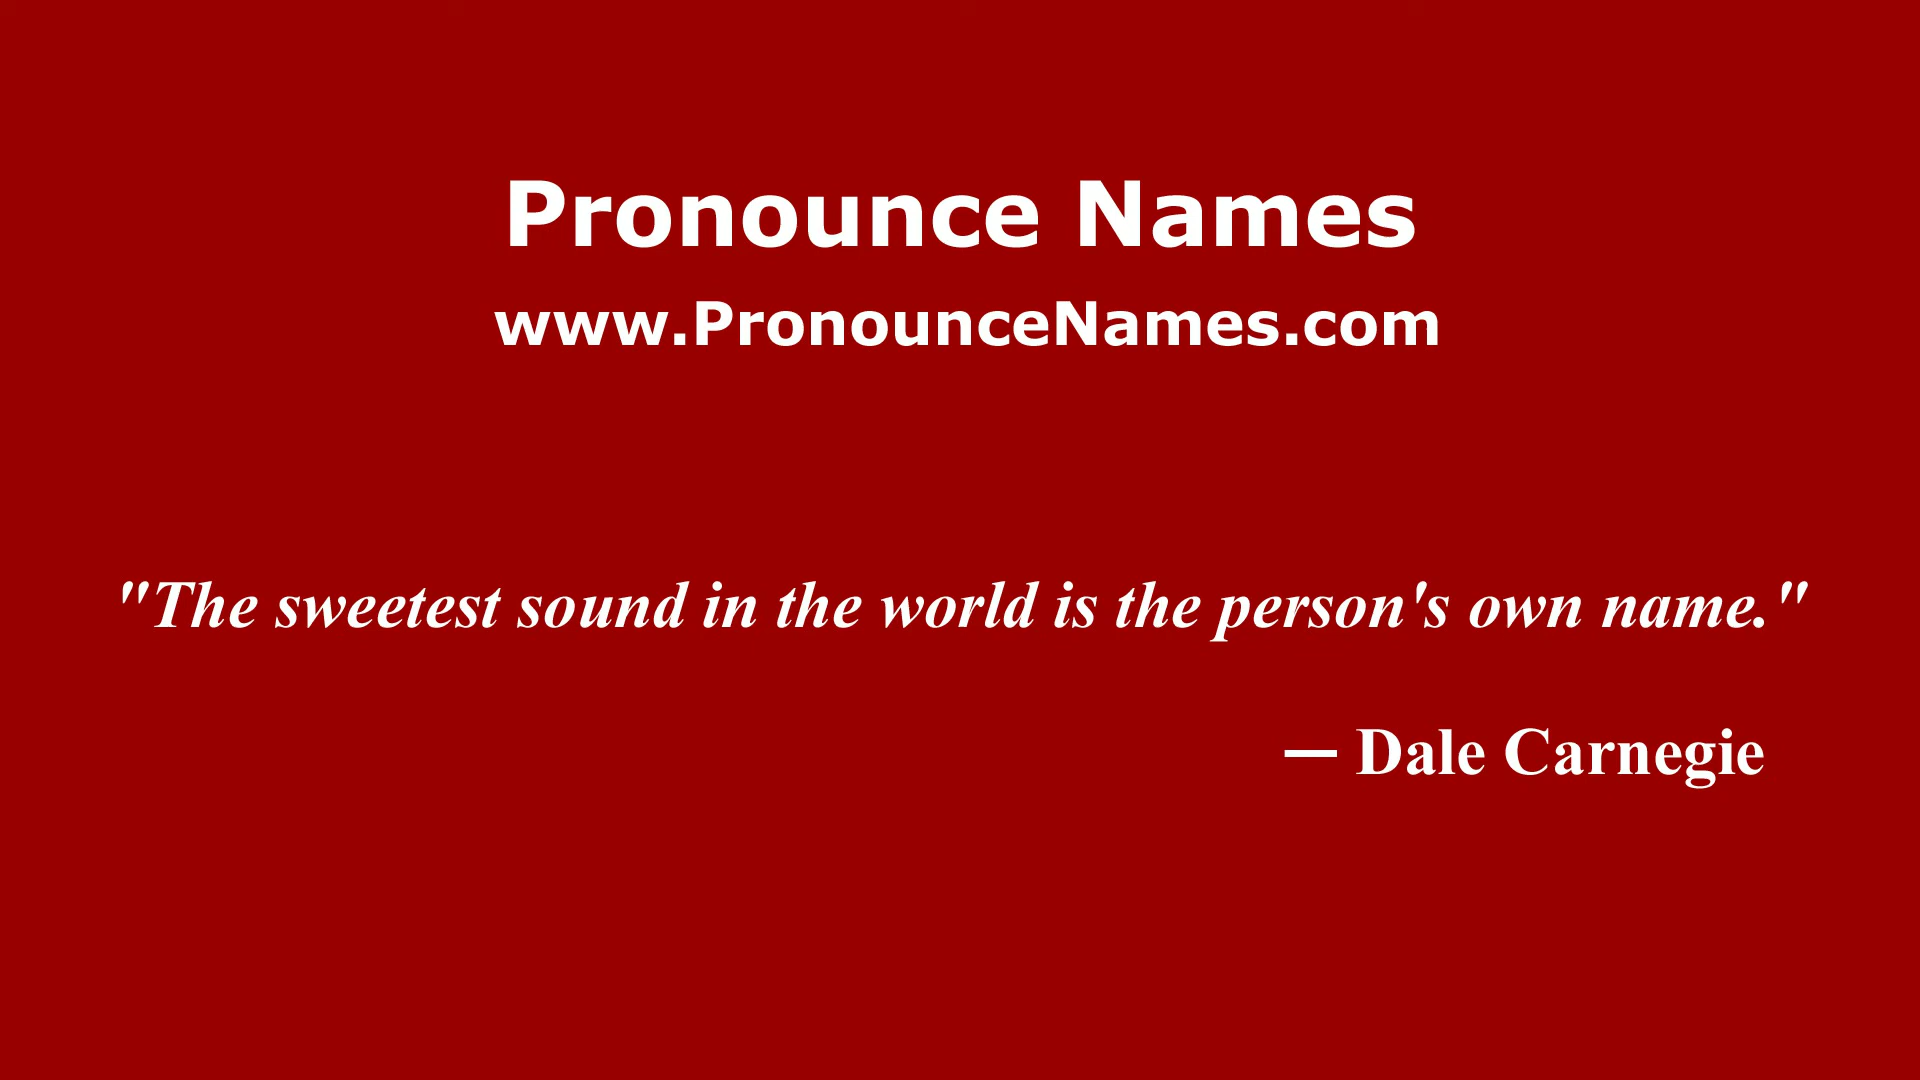 Pronounce Names
www.PronounceNames.com
"The sweetest sound in the world is the person's own name."
— Dale Carnegie